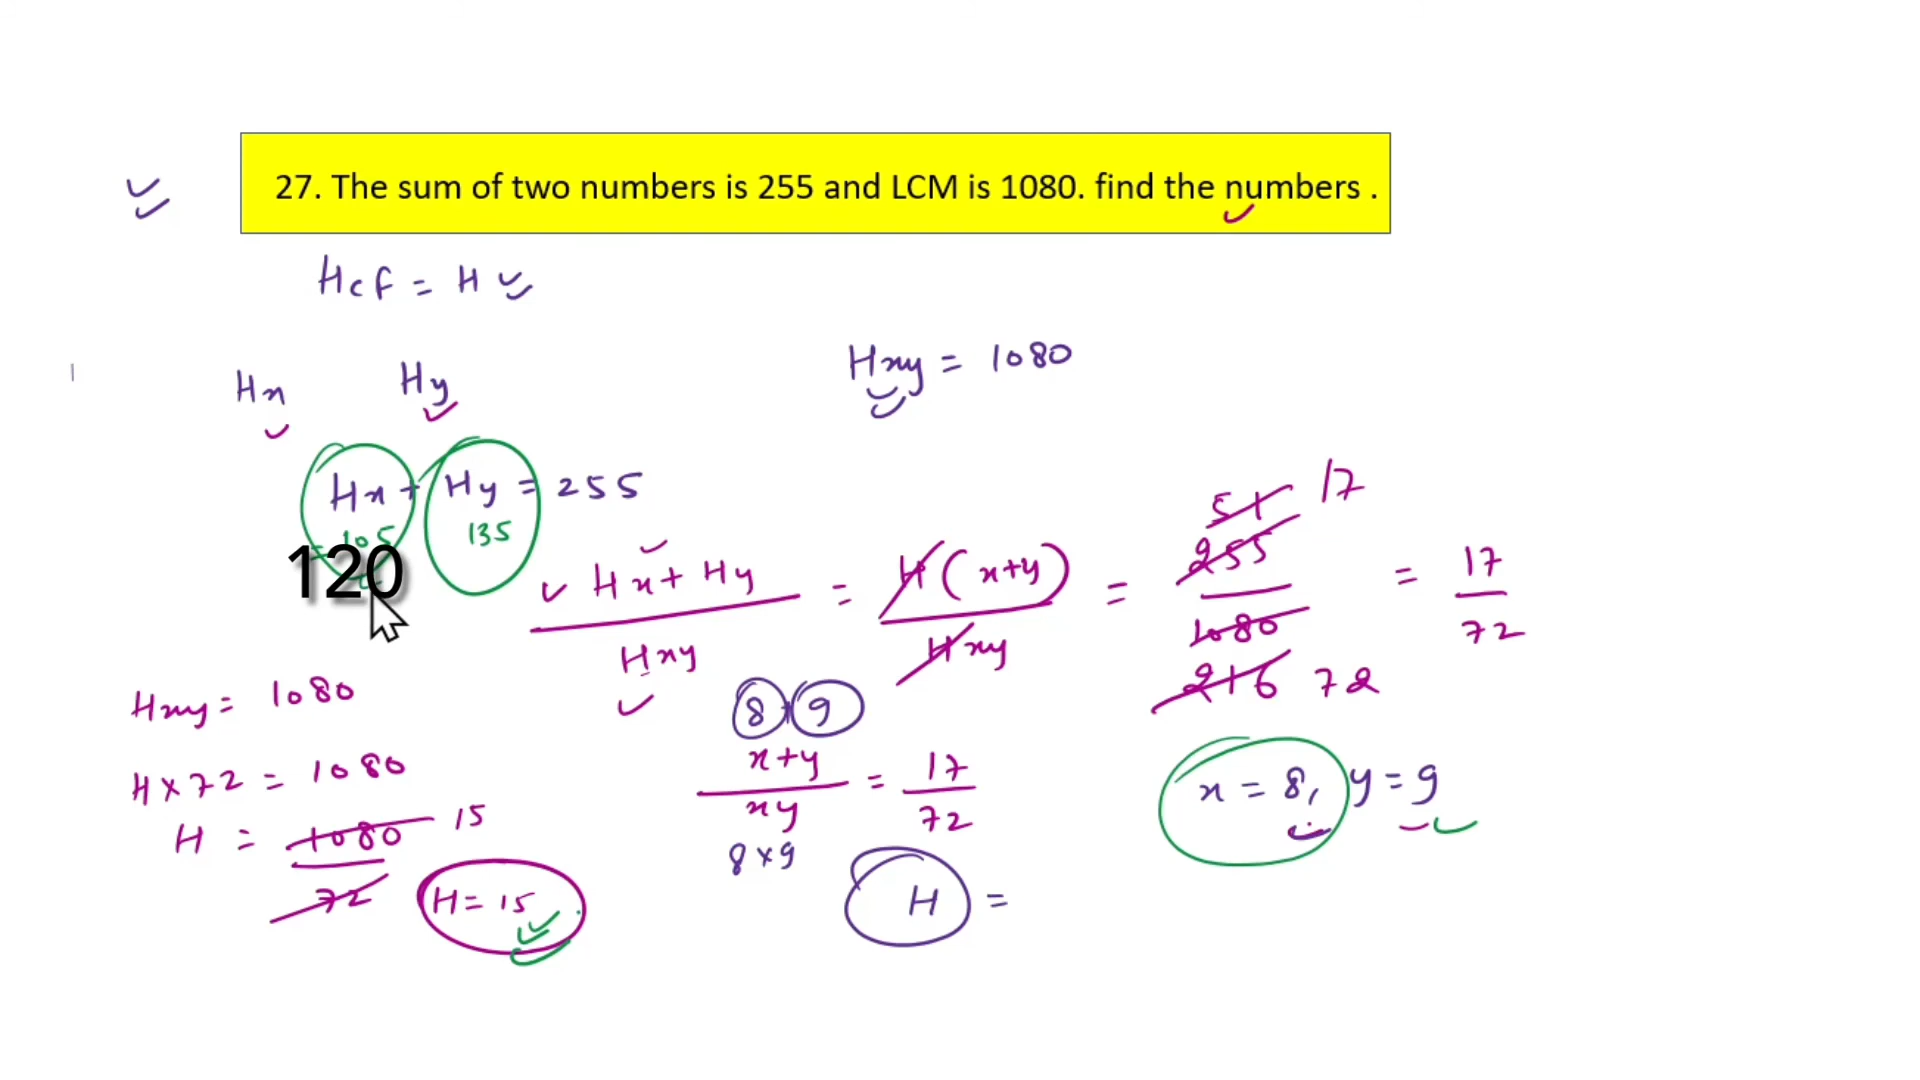 27. The sum of two numbers is 255 and LCM is 1080. find the numbers .
Hcf = H
Hx Hy
Hxy = 1080
Hx + Hy = 255
= 105 135
120
Hx + Hy / Hxy = H(x+y) / Hxy = 255 / 1080 = 17 / 72
51 17
216 72
Hxy = 1080
H x 72 = 1080
H = 1080 / 72 15
H = 15
8 + 9
x+y / xy = 17 / 72
8 x 9
H =
x = 8, y = 9